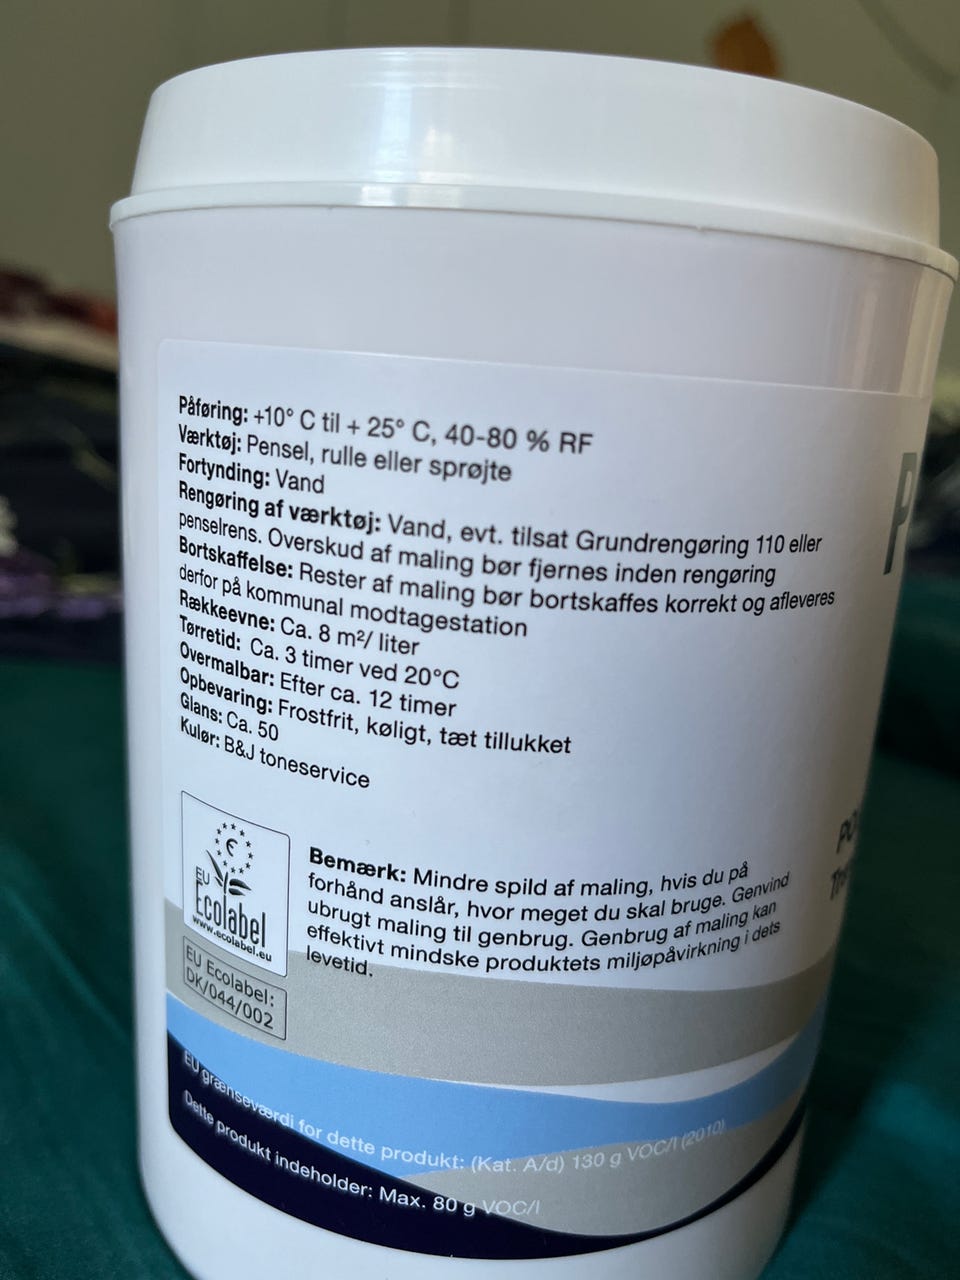 Påføring: +10° C til + 25° C, 40-80 % RF
Værktøj: Pensel, rulle eller sprøjte
Fortynding: Vand
Rengøring af værktøj: Vand, evt. tilsat Grundrengøring 110 eller
penselrens. Overskud af maling bør fjernes inden rengøring
Bortskaffelse: Rester af maling bør bortskaffes korrekt og afleveres
derfor på kommunal modtagestation
Rækkeevne: Ca. 8 m²/ liter
Tørretid: Ca. 3 timer ved 20°C
Overmalbar: Efter ca. 12 timer
Opbevaring: Frostfrit, køligt, tæt tillukket
Glans: Ca. 50
Kulør: B&J toneservice
EU
Ecolabel
www.ecolabel.eu
EU Ecolabel:
DK/044/002
Bemærk: Mindre spild af maling, hvis du på
forhånd anslår, hvor meget du skal bruge. Genvind
ubrugt maling til genbrug. Genbrug af maling kan
effektivt mindske produktets miljøpåvirkning i dets
levetid.
EU grænseværdi for dette produkt: (Kat. A/d) 130 g VOC/l (2010)
Dette produkt indeholder: Max. 80 g VOC/l